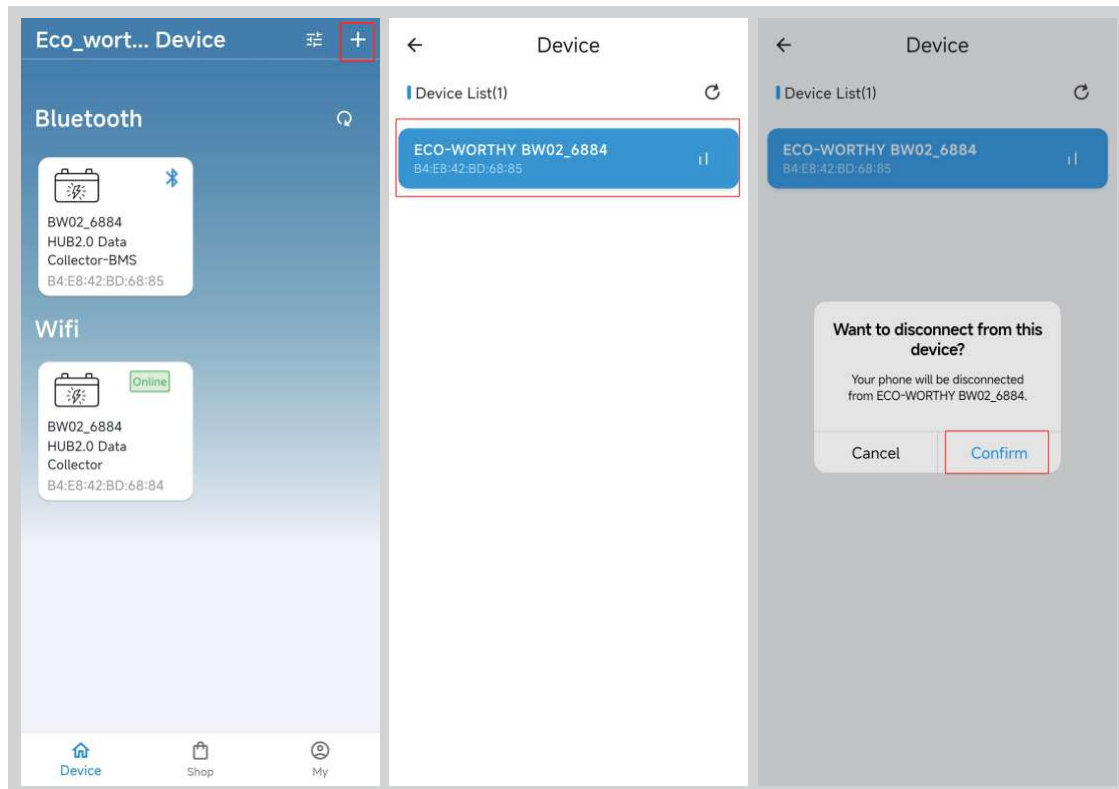 Eco_wort... Device
Bluetooth
BW02_6884
HUB2.0 Data
Collector-BMS
B4:E8:42:BD:68:85
Wifi
Online
BW02_6884
HUB2.0 Data
Collector
B4:E8:42:BD:68:84
Device
Shop
My
Device
Device List(1)
ECO-WORTHY BW02_6884
B4:E8:42:BD:68:85
Device
Device List(1)
ECO-WORTHY BW02_6884
B4:E8:42:BD:68:85
Want to disconnect from this
device?
Your phone will be disconnected
from ECO-WORTHY BW02_6884.
Cancel
Confirm